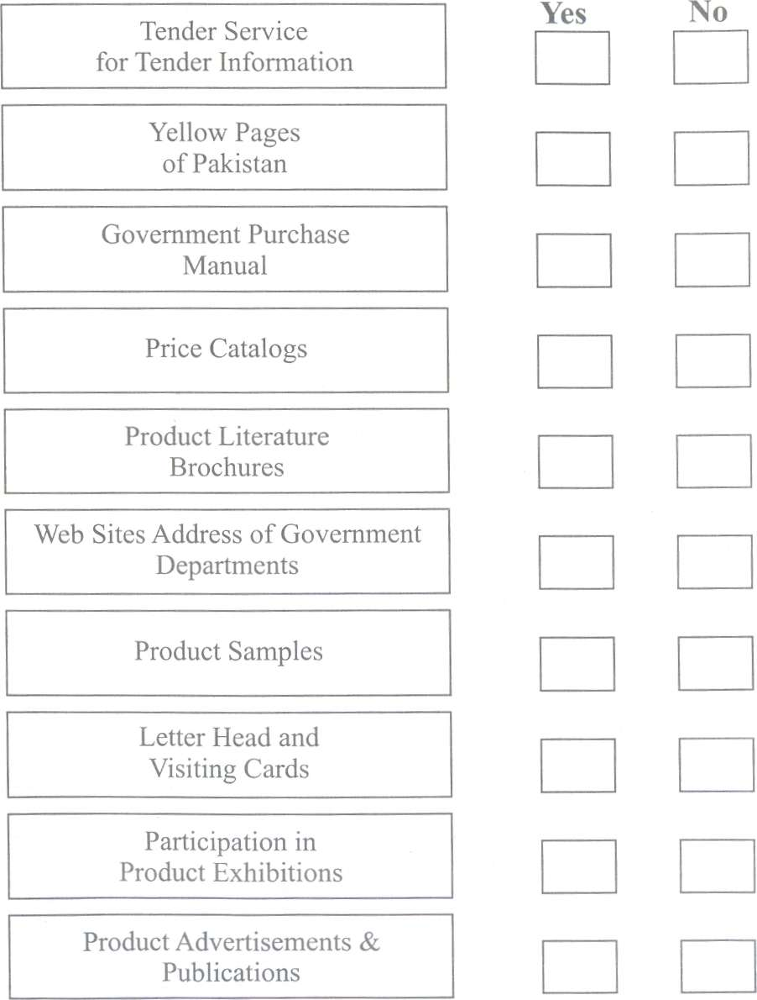 Yes No
Tender Service
for Tender Information
Yellow Pages
of Pakistan
Government Purchase
Manual
Price Catalogs
Product Literature
Brochures
Web Sites Address of Government
Departments
Product Samples
Letter Head and
Visiting Cards
Participation in
Product Exhibitions
Product Advertisements &
Publications